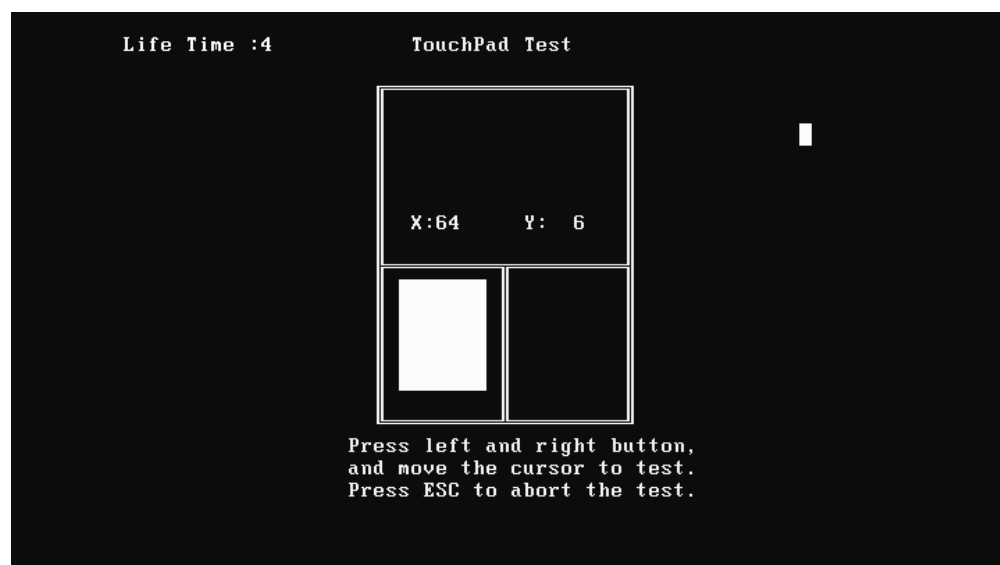 Life Time :4 TouchPad Test
X:64 Y: 6
Press left and right button,
and move the cursor to test.
Press ESC to abort the test.